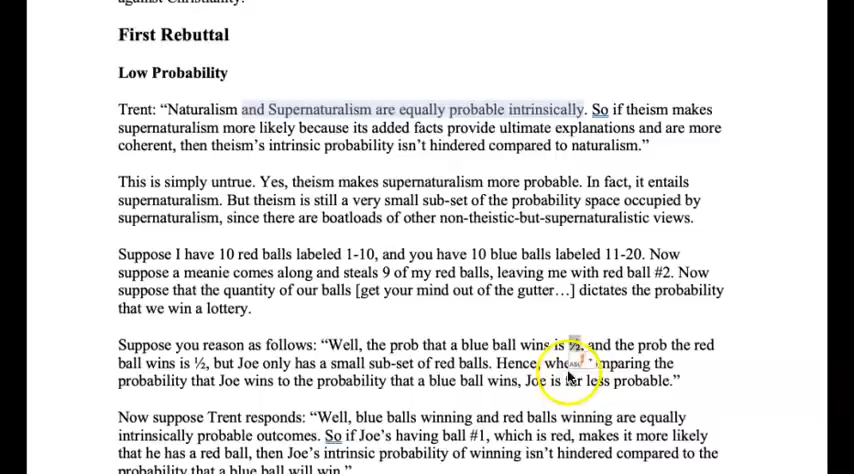 against Christianity.
First Rebuttal
Low Probability
Trent: “Naturalism and Supernaturalism are equally probable intrinsically. So if theism makes
supernaturalism more likely because its added facts provide ultimate explanations and are more
coherent, then theism’s intrinsic probability isn’t hindered compared to naturalism.”
This is simply untrue. Yes, theism makes supernaturalism more probable. In fact, it entails
supernaturalism. But theism is still a very small sub-set of the probability space occupied by
supernaturalism, since there are boatloads of other non-theistic-but-supernaturalistic views.
Suppose I have 10 red balls labeled 1-10, and you have 10 blue balls labeled 11-20. Now
suppose a meanie comes along and steals 9 of my red balls, leaving me with red ball #2. Now
suppose that the quantity of our balls [get your mind out of the gutter…] dictates the probability
that we win a lottery.
Suppose you reason as follows: “Well, the prob that a blue ball wins is ½, and the prob the red
ball wins is ½, but Joe only has a small sub-set of red balls. Hence, comparing the
probability that Joe wins to the probability that a blue ball wins, Joe is far less probable.”
Now suppose Trent responds: “Well, blue balls winning and red balls winning are equally
intrinsically probable outcomes. So if Joe’s having ball #1, which is red, makes it more likely
that he has a red ball, then Joe’s intrinsic probability of winning isn’t hindered compared to the
probability that a blue ball will win.”